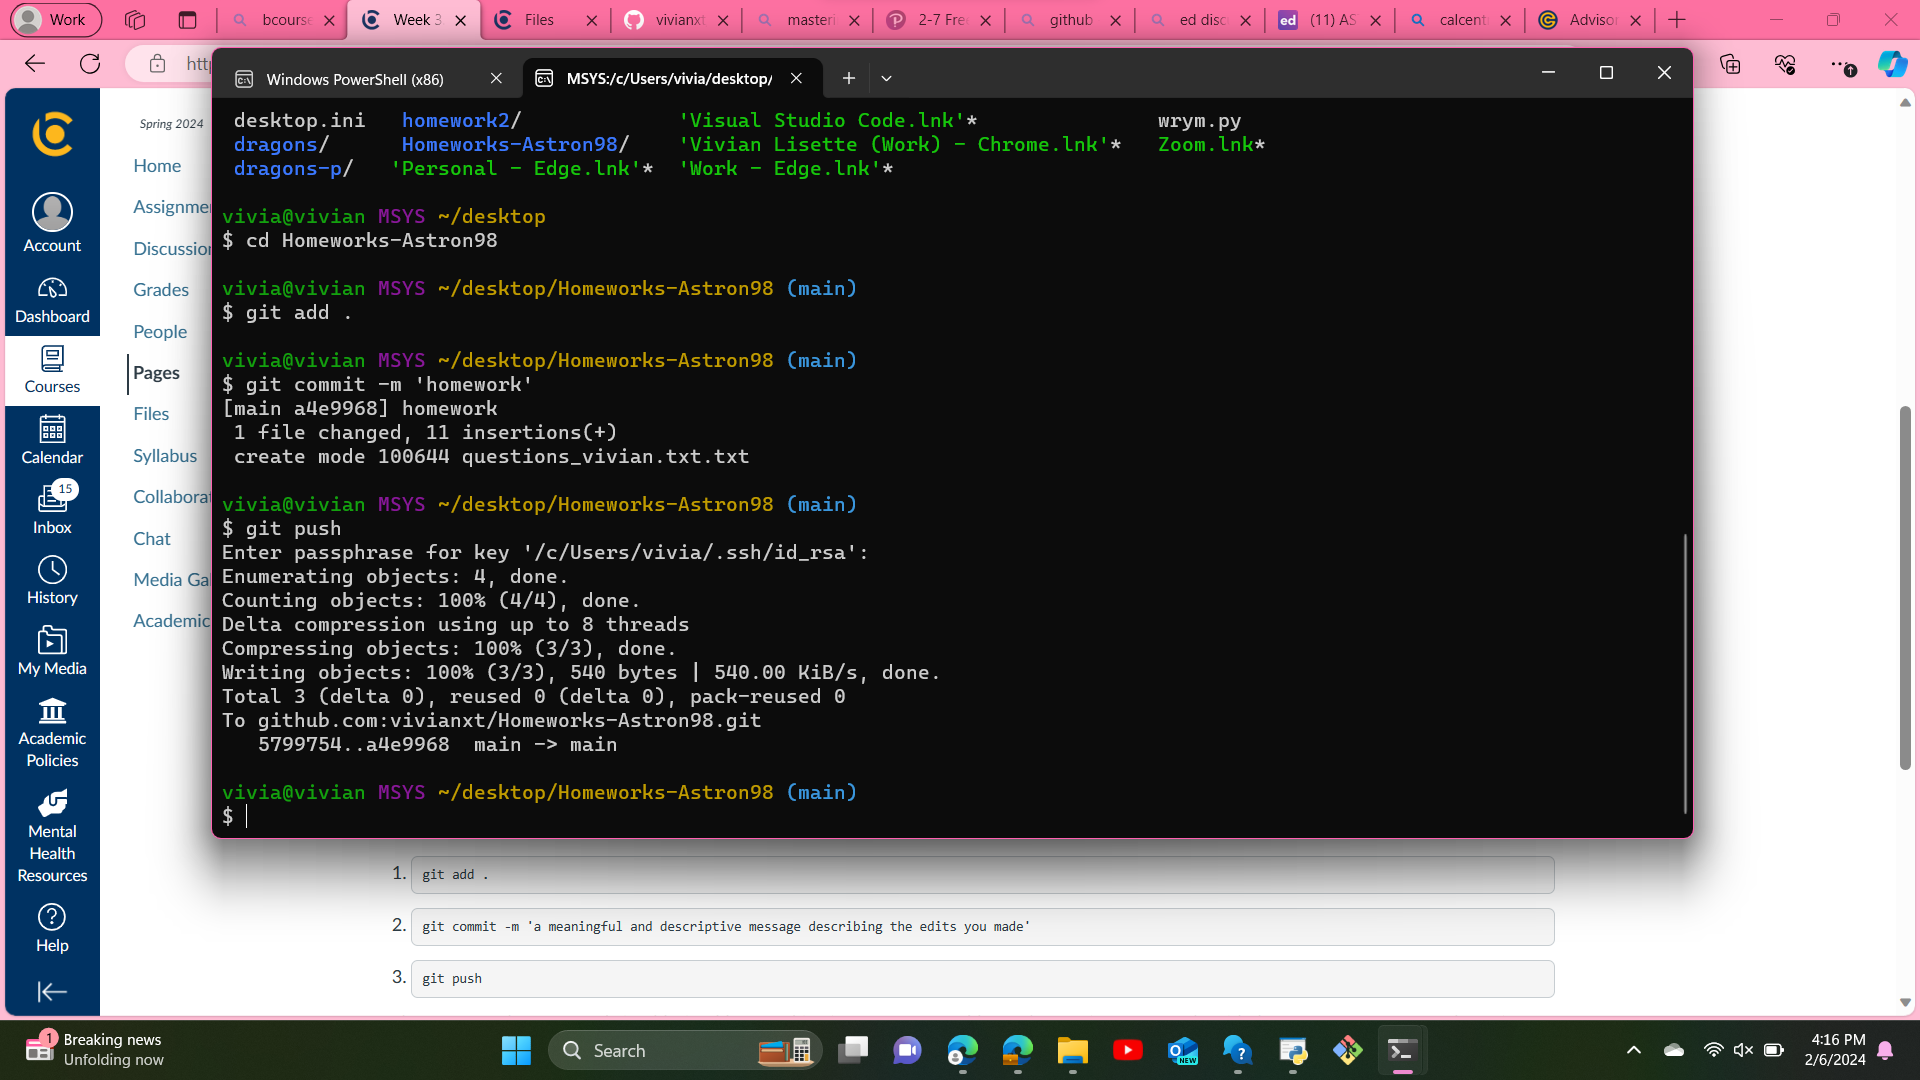 Work
bcourse
Week 3
Files
vivianxt
masteri
2-7 Fre
github
ed disc
ed (11) AS
calcent
Advisor
Windows PowerShell (x86)
MSYS:/c/Users/vivia/desktop/
desktop.ini homework2/ 'Visual Studio Code.lnk'* wrym.py
dragons/ Homeworks-Astron98/ 'Vivian Lisette (Work) - Chrome.lnk'* Zoom.lnk*
dragons-p/ 'Personal - Edge.lnk'* 'Work - Edge.lnk'*
vivia@vivian MSYS ~/desktop
$ cd Homeworks-Astron98
vivia@vivian MSYS ~/desktop/Homeworks-Astron98 (main)
$ git add .
vivia@vivian MSYS ~/desktop/Homeworks-Astron98 (main)
$ git commit -m 'homework'
[main a4e9968] homework
1 file changed, 11 insertions(+)
create mode 100644 questions_vivian.txt.txt
vivia@vivian MSYS ~/desktop/Homeworks-Astron98 (main)
$ git push
Enter passphrase for key '/c/Users/vivia/.ssh/id_rsa':
Enumerating objects: 4, done.
Counting objects: 100% (4/4), done.
Delta compression using up to 8 threads
Compressing objects: 100% (3/3), done.
Writing objects: 100% (3/3), 540 bytes | 540.00 KiB/s, done.
Total 3 (delta 0), reused 0 (delta 0), pack-reused 0
To github.com:vivianxt/Homeworks-Astron98.git
5799754..a4e9968 main -> main
vivia@vivian MSYS ~/desktop/Homeworks-Astron98 (main)
$
Account
Dashboard
Courses
Calendar
15
Inbox
History
My Media
Academic
Policies
Mental
Health
Resources
Help
Spring 2024
Home
Assignme
Discussio
Grades
People
Pages
Files
Syllabus
Collabora
Chat
Media Ga
Academic
1. git add .
2. git commit -m 'a meaningful and descriptive message describing the edits you made'
3. git push
1
Breaking news
Unfolding now
Search
NEW
4:16 PM
2/6/2024